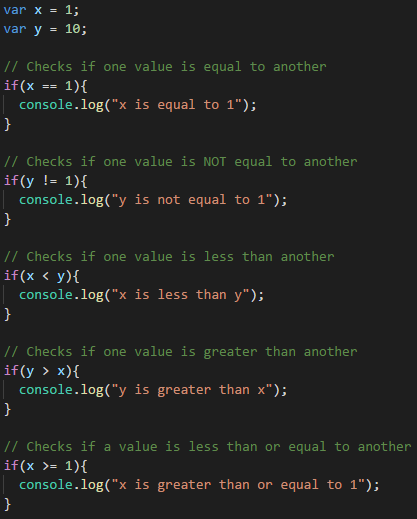 var x = 1;
var y = 10;
// Checks if one value is equal to another
if(x == 1){
console.log("x is equal to 1");
}
// Checks if one value is NOT equal to another
if(y != 1){
console.log("y is not equal to 1");
}
// Checks if one value is less than another
if(x < y){
console.log("x is less than y");
}
// Checks if one value is greater than another
if(y > x){
console.log("y is greater than x");
}
// Checks if a value is less than or equal to another
if(x >= 1){
console.log("x is greater than or equal to 1");
}